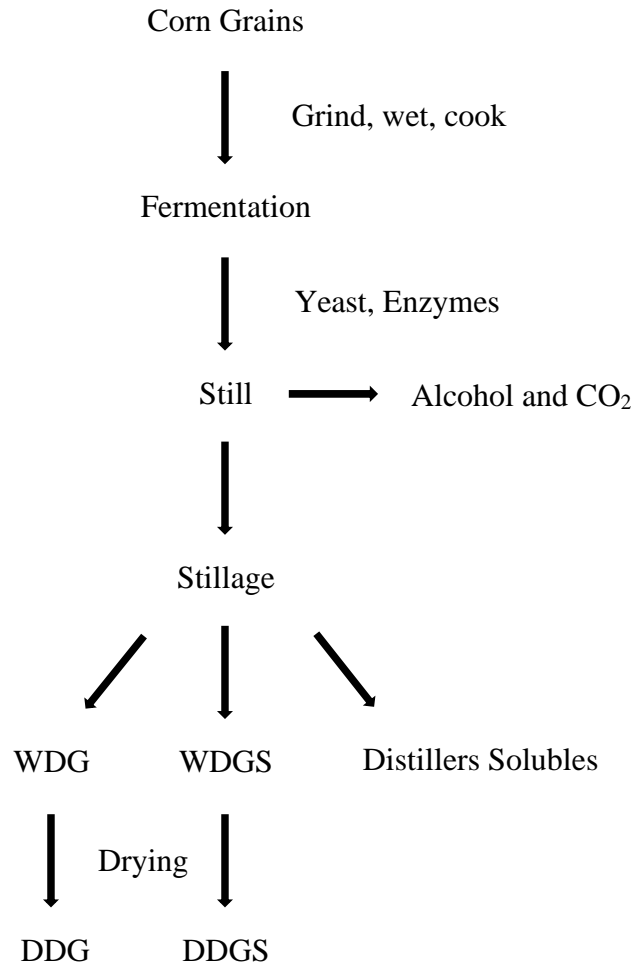 Corn Grains
Grind, wet, cook
Fermentation
Yeast, Enzymes
Still
Alcohol and CO₂
Stillage
WDG
WDGS
Distillers Solubles
Drying
DDG
DDGS